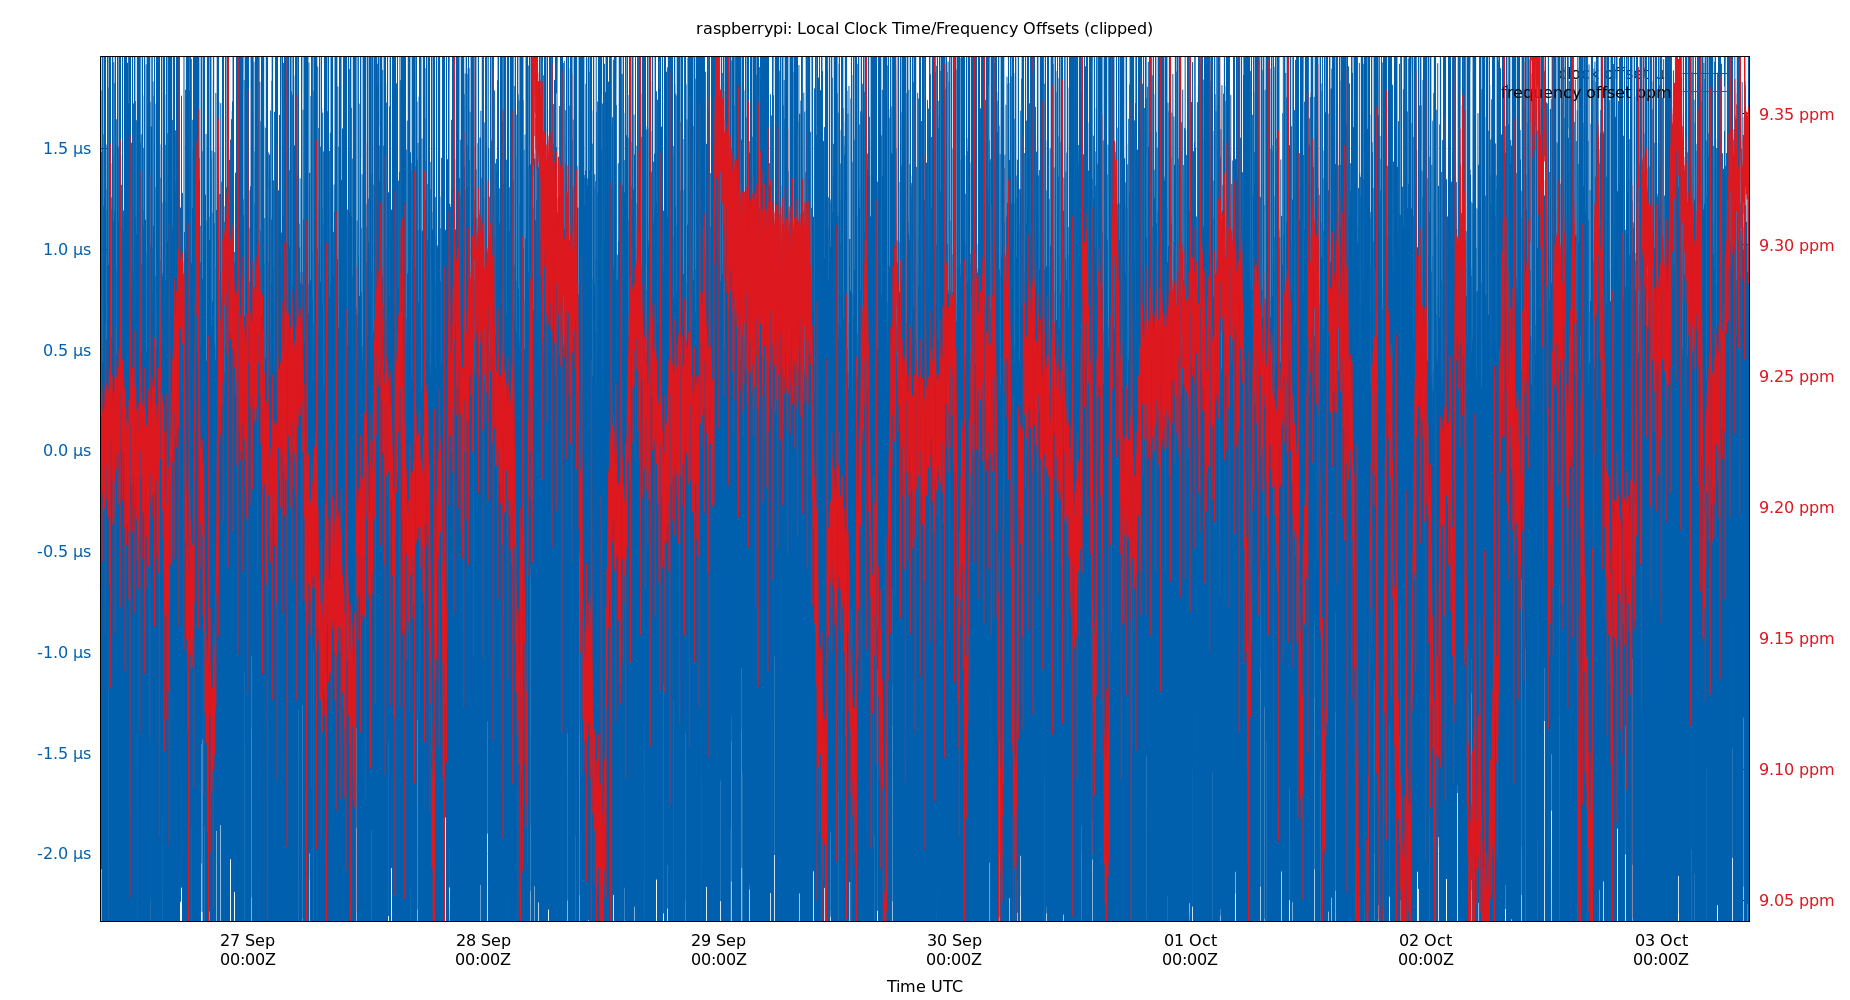 raspberrypi: Local Clock Time/Frequency Offsets (clipped)
clock offset
frequency offset ppm
1.5 μs
1.0 μs
0.5 μs
0.0 μs
-0.5 μs
-1.0 μs
-1.5 μs
-2.0 μs
9.35 ppm
9.30 ppm
9.25 ppm
9.20 ppm
9.15 ppm
9.10 ppm
9.05 ppm
27 Sep 28 Sep 29 Sep 30 Sep 01 Oct 02 Oct 03 Oct
00:00Z 00:00Z 00:00Z 00:00Z 00:00Z 00:00Z 00:00Z
Time UTC